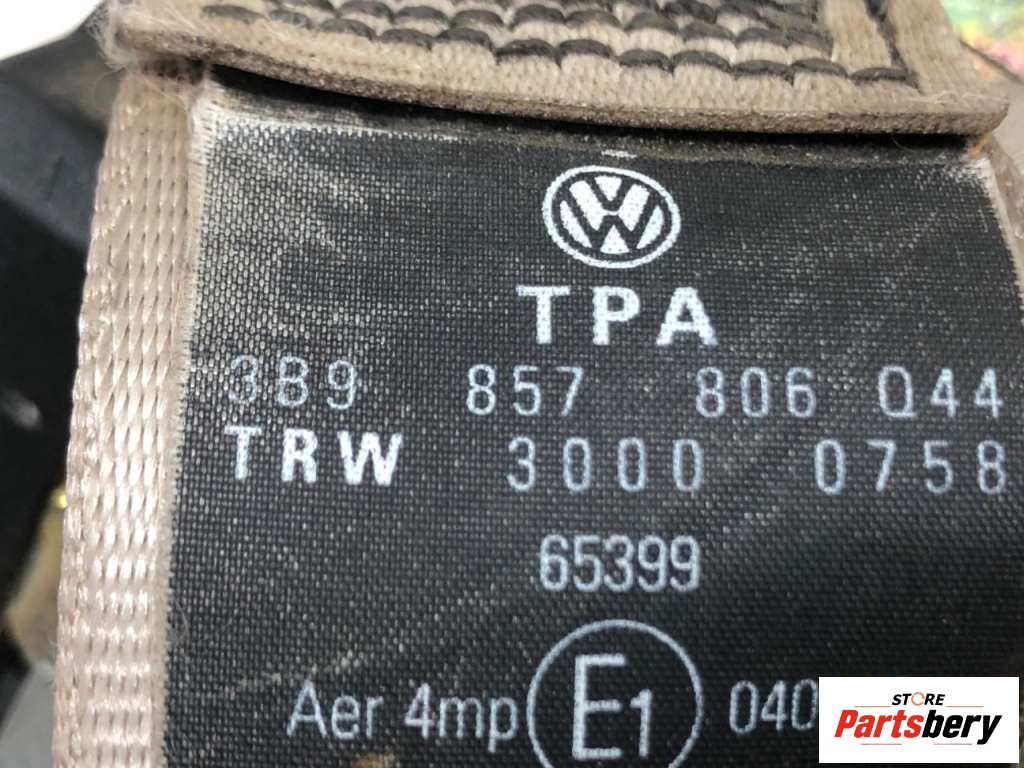 TPA
3B9 857 806 Q44
TRW 3000 0758
65399
Aer 4mp E1 040
STORE
Partsbery